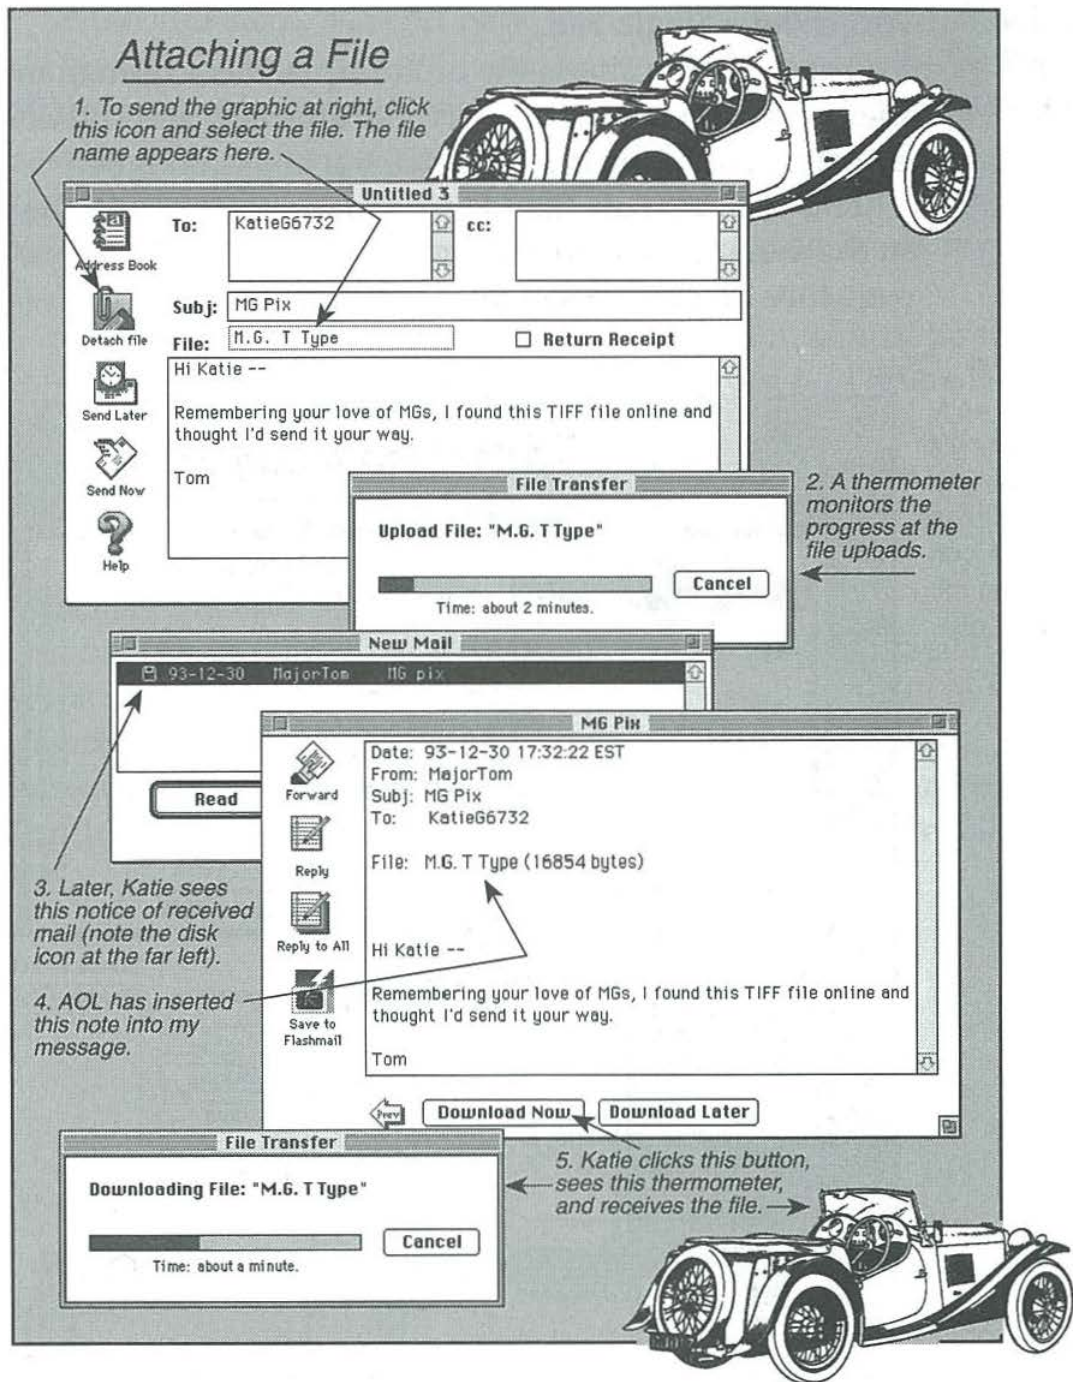 Attaching a File
1. To send the graphic at right, click
this icon and select the file. The file
name appears here.
Untitled 3
Address Book
To:
KatieG6732
cc:
Detach file
Subj:
MG Pix
File:
M.G. T Type
Return Receipt
Send Later
Send Now
Help
Hi Katie --
Remembering your love of MGs, I found this TIFF file online and
thought I'd send it your way.
Tom
File Transfer
Upload File: "M.G. T Type"
Cancel
Time: about 2 minutes.
2. A thermometer
monitors the
progress at the
file uploads.
New Mail
93-12-30 MajorTom MG pix
Read
3. Later, Katie sees
this notice of received
mail (note the disk
icon at the far left).
4. AOL has inserted
this note into my
message.
MG Pix
Forward
Reply
Reply to All
Save to
Flashmail
Date: 93-12-30 17:32:22 EST
From: MajorTom
Subj: MG Pix
To: KatieG6732
File: M.G. T Type (16854 bytes)
Hi Katie --
Remembering your love of MGs, I found this TIFF file online and
thought I'd send it your way.
Tom
Prev
Download Now
Download Later
File Transfer
Downloading File: "M.G. T Type"
Cancel
Time: about a minute.
5. Katie clicks this button,
sees this thermometer,
and receives the file.